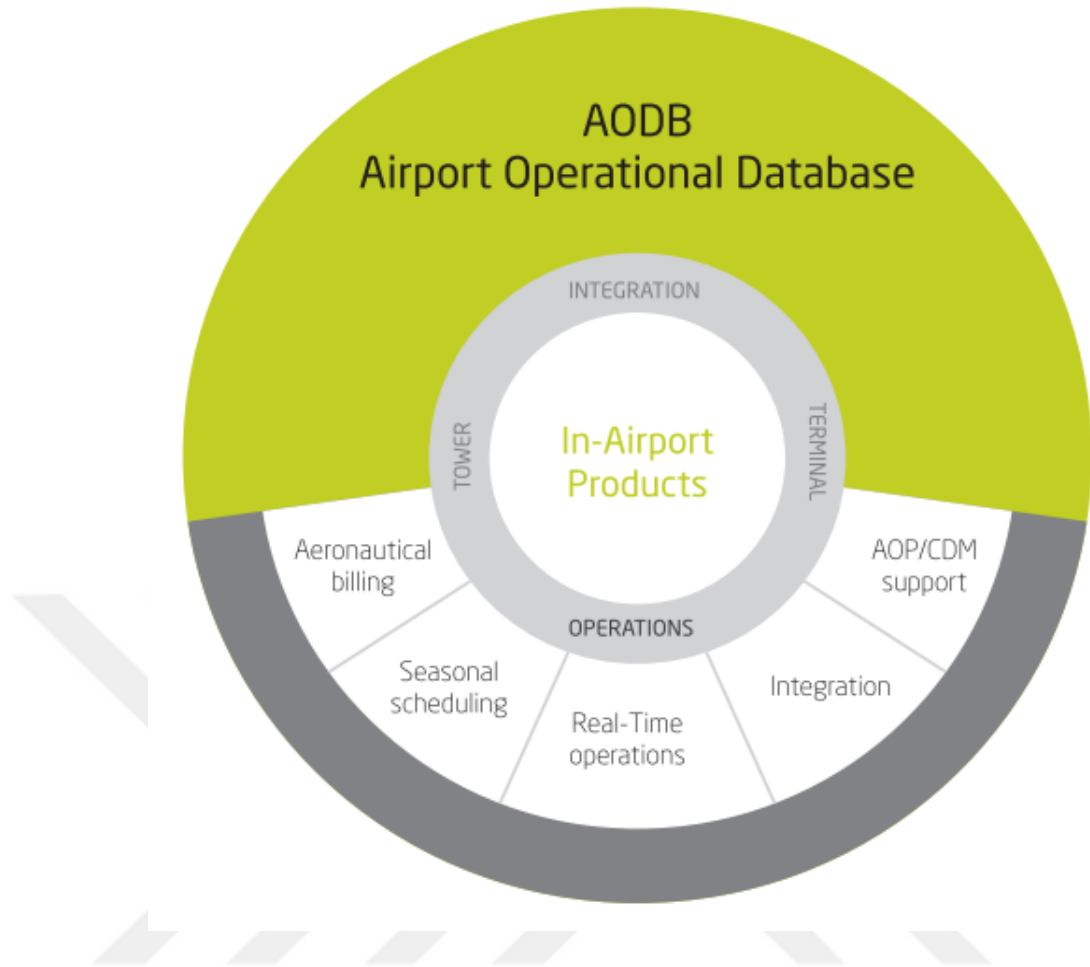 AODB
Airport Operational Database
INTEGRATION
TOWER
TERMINAL
In-Airport
Products
OPERATIONS
Aeronautical
billing
Seasonal
scheduling
Real-Time
operations
Integration
AOP/CDM
support